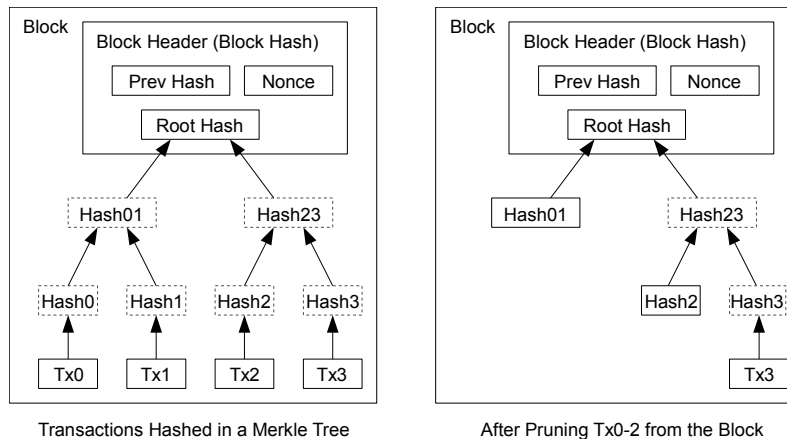 Block
Block Header (Block Hash)
Prev Hash
Nonce
Root Hash
Hash01
Hash23
Hash0
Hash1
Hash2
Hash3
Tx0
Tx1
Tx2
Tx3
Transactions Hashed in a Merkle Tree
Block
Block Header (Block Hash)
Prev Hash
Nonce
Root Hash
Hash01
Hash23
Hash2
Hash3
Tx3
After Pruning Tx0-2 from the Block